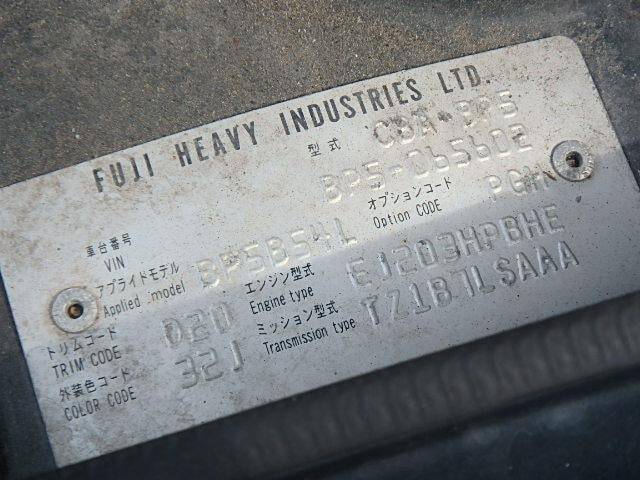 FUJI HEAVY INDUSTRIES LTD.
型式 CBA-BP5
車台番号 VIN BP5-065602
アプライドモデル Applied model BP5B54L オプションコード Option CODE PGH
トリムコード TRIM CODE 020 エンジン型式 Engine type EJ203HPBHE
外装色コード COLOR CODE 32J ミッション型式 Transmission type TZ1B7LSAAA